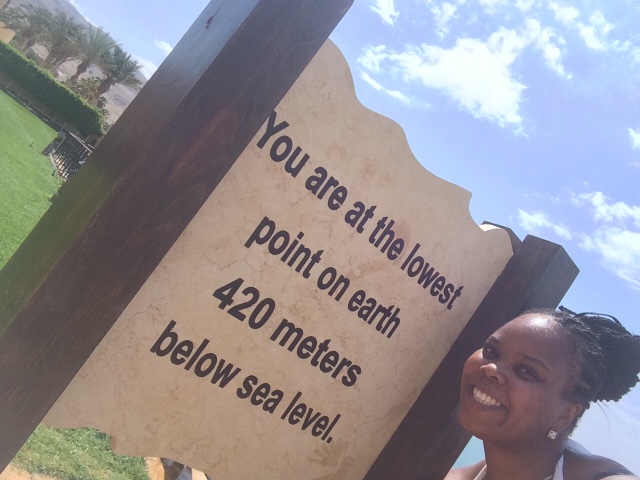 You are at the lowest
point on earth
420 meters
below sea level.